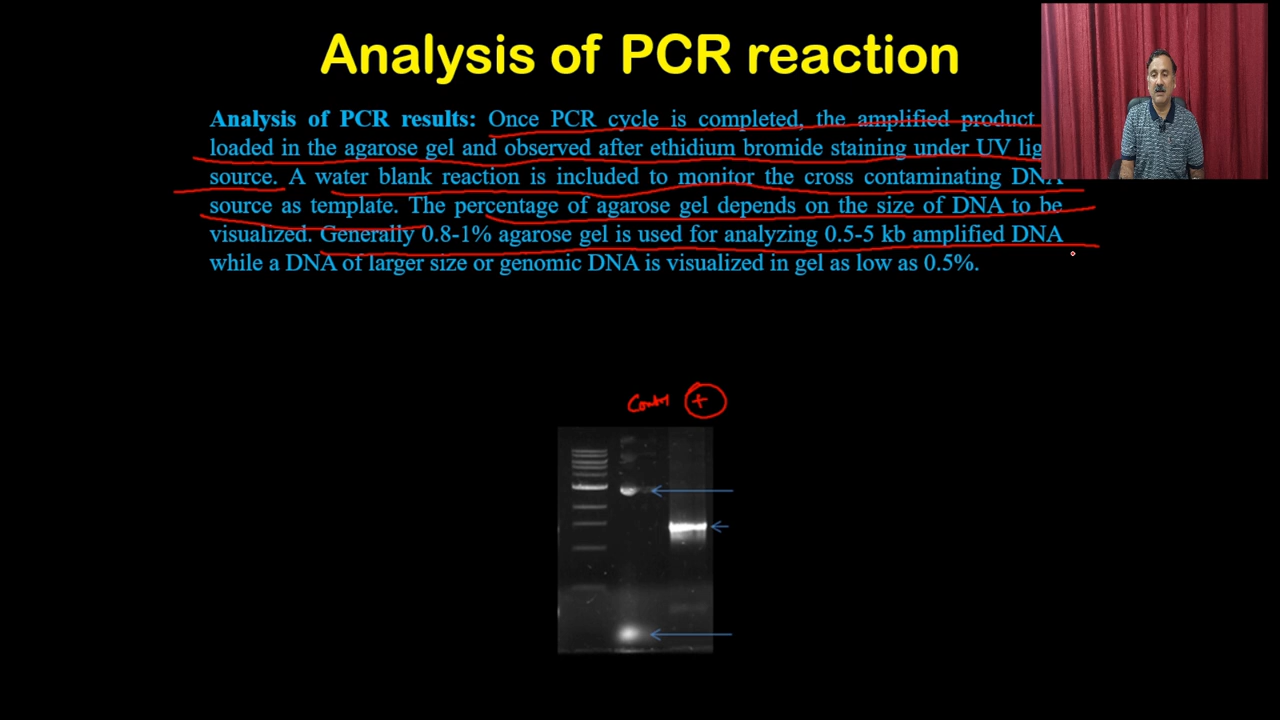 Analysis of PCR reaction
Analysis of PCR results: Once PCR cycle is completed, the amplified product
loaded in the agarose gel and observed after ethidium bromide staining under UV
source. A water blank reaction is included to monitor the cross contaminating DNA
source as template. The percentage of agarose gel depends on the size of DNA to be
visualized. Generally 0.8-1% agarose gel is used for analyzing 0.5-5 kb amplified DNA
while a DNA of larger size or genomic DNA is visualized in gel as low as 0.5%.
+